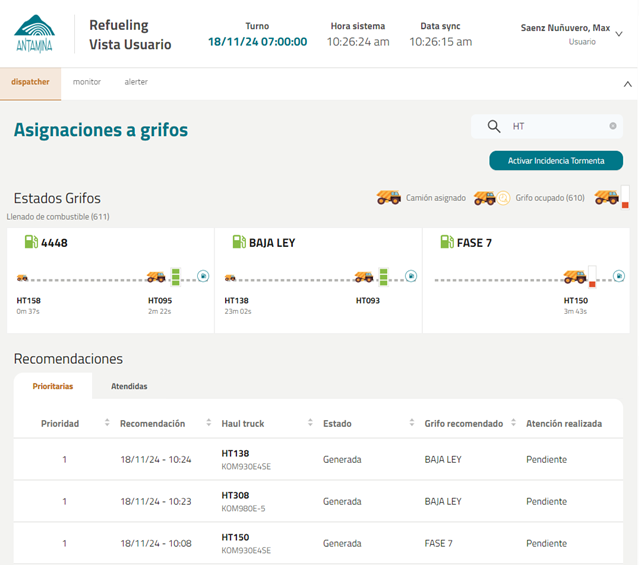 ANTAMINA
Refueling
Vista Usuario
Turno
18/11/24 07:00:00
Hora sistema
10:26:24 am
Data sync
10:26:15 am
Saenz Nuñuvero, Max
Usuario
dispatcher
monitor
alerter
Asignaciones a grifos
HT
Activar Incidencia Tormenta
Estados Grifos
Camión asignado
Grifo ocupado (610)
Llenado de combustible (611)
4448
HT158
0m 37s
HT095
2m 22s
BAJA LEY
HT138
23m 02s
HT093
FASE 7
HT150
3m 43s
Recomendaciones
Prioritarias
Atendidas
Prioridad Recomendación Haul truck Estado Grifo recomendado Atención realizada
1 18/11/24 - 10:24 HT138 Generada BAJA LEY Pendiente
KOM930E4SE
1 18/11/24 - 10:23 HT308 Generada BAJA LEY Pendiente
KOM980E-5
1 18/11/24 - 10:08 HT150 Generada FASE 7 Pendiente
KOM930E4SE